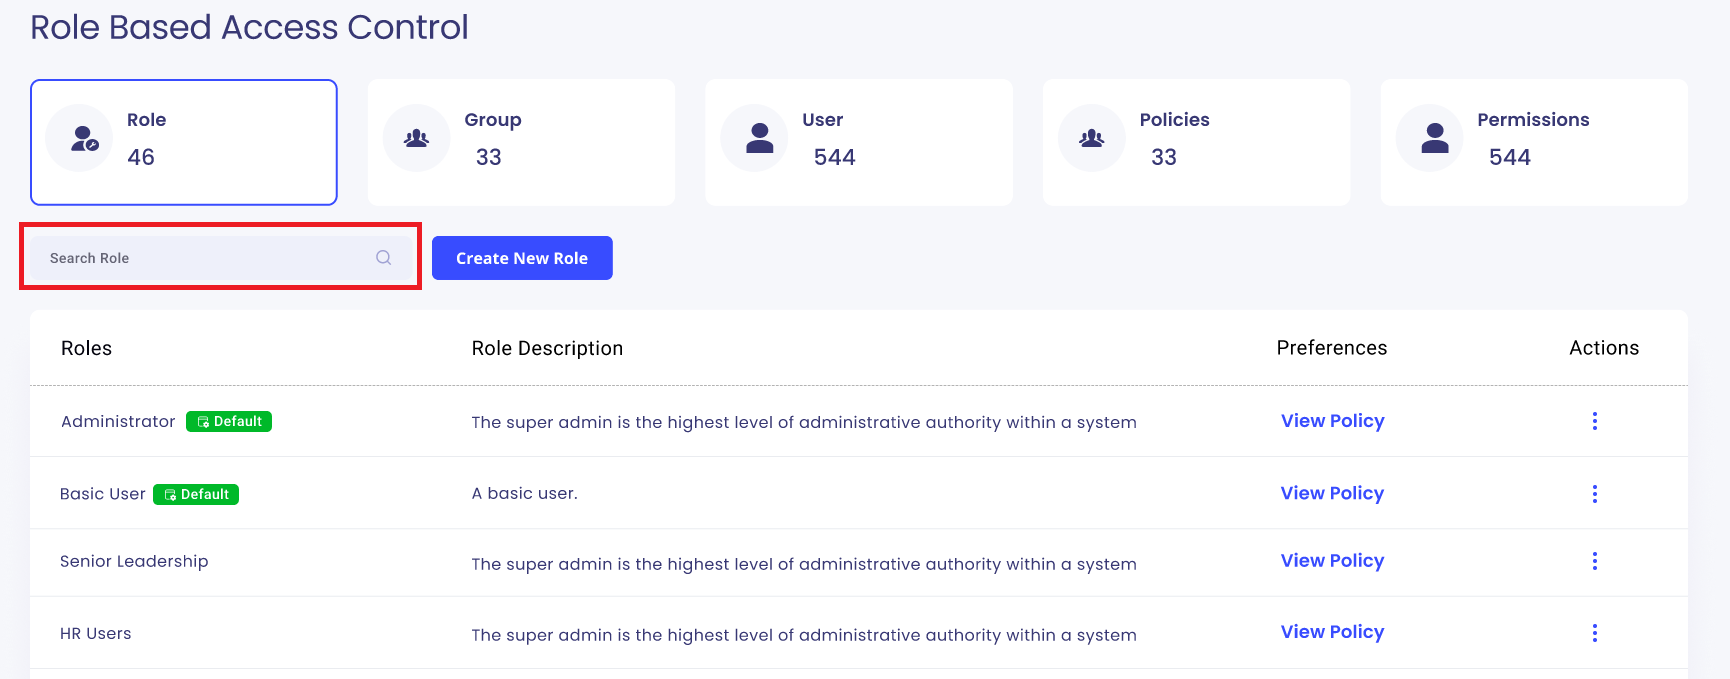 Role Based Access Control
Role
46
Group
33
User
544
Policies
33
Permissions
544
Search Role
Create New Role
Roles Role Description Preferences Actions
Administrator Default The super admin is the highest level of administrative authority within a system View Policy
Basic User Default A basic user. View Policy
Senior Leadership The super admin is the highest level of administrative authority within a system View Policy
HR Users The super admin is the highest level of administrative authority within a system View Policy